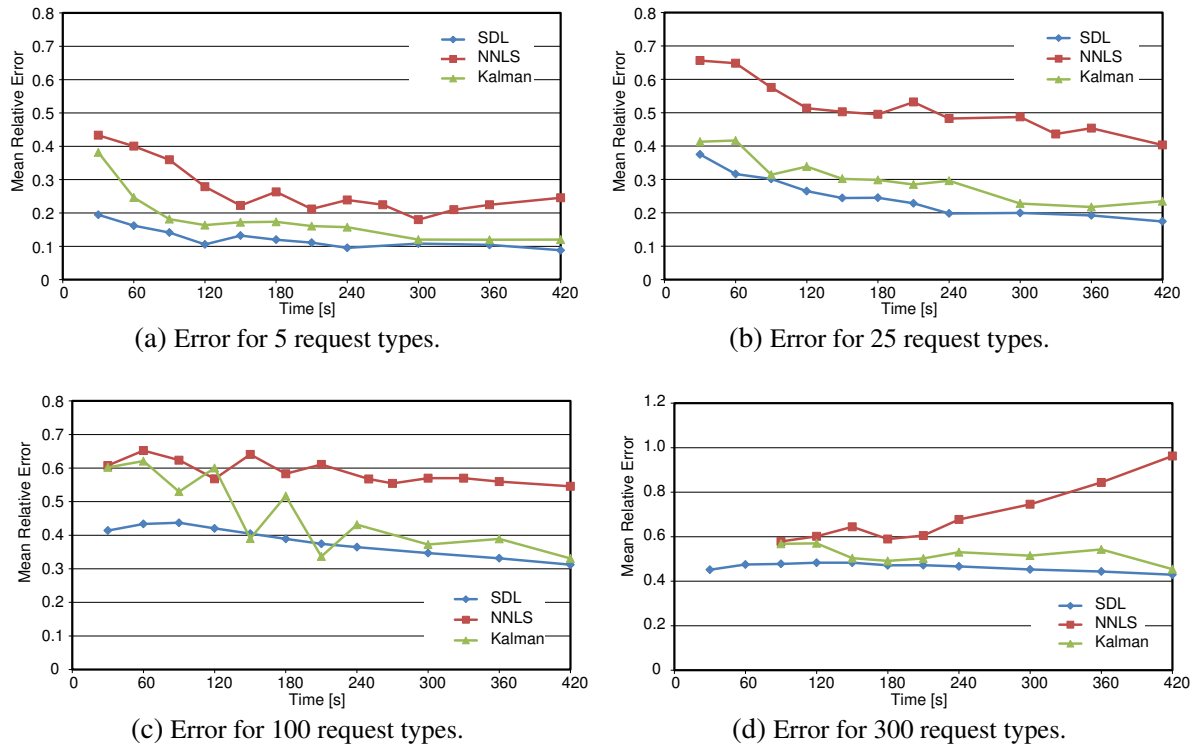 0.8
0.7
0.6
0.5
0.4
0.3
0.2
0.1
0
Mean Relative Error
SDL
NNLS
Kalman
0 60 120 180 240 300 360 420
Time [s]
(a) Error for 5 request types.
0.8
0.7
0.6
0.5
0.4
0.3
0.2
0.1
0
Mean Relative Error
SDL
NNLS
Kalman
0 60 120 180 240 300 360 420
Time [s]
(b) Error for 25 request types.
0.8
0.7
0.6
0.5
0.4
0.3
0.2
0.1
0
Mean Relative Error
SDL
NNLS
Kalman
0 60 120 180 240 300 360 420
Time [s]
(c) Error for 100 request types.
1.2
1.0
0.8
0.6
0.4
0.2
0
Mean Relative Error
SDL
NNLS
Kalman
0 60 120 180 240 300 360 420
Time [s]
(d) Error for 300 request types.